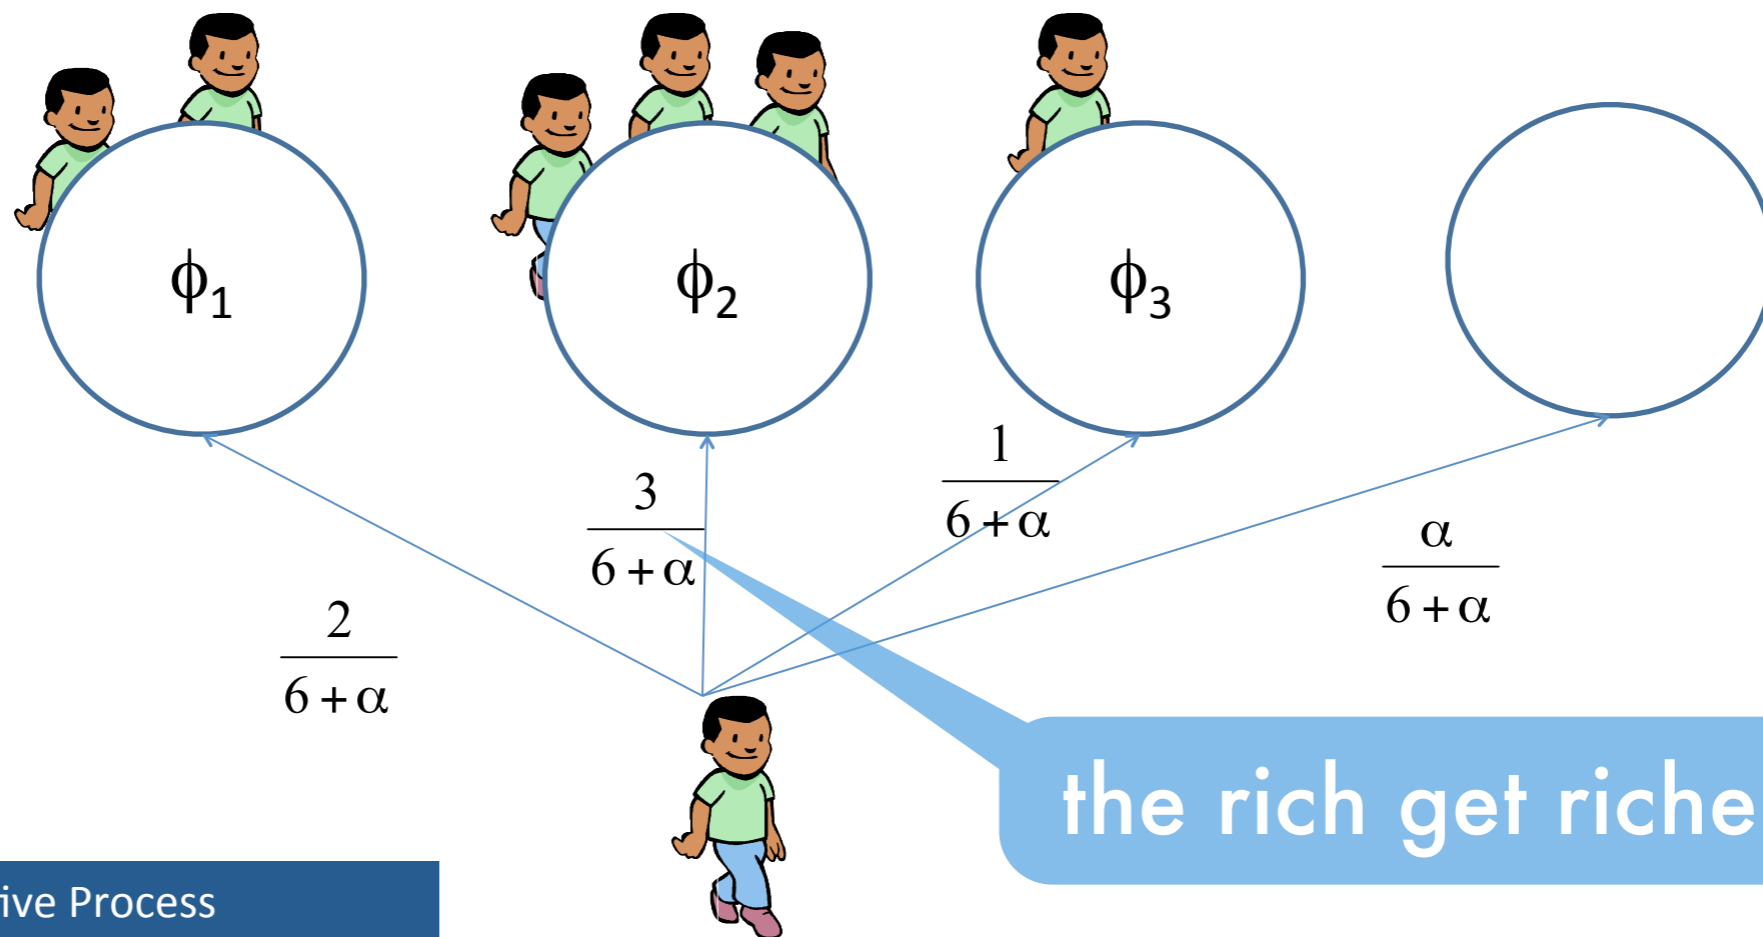 ϕ1
ϕ2
ϕ3
3
6 + α
1
6 + α
α
6 + α
2
6 + α
the rich get riche
ive Process